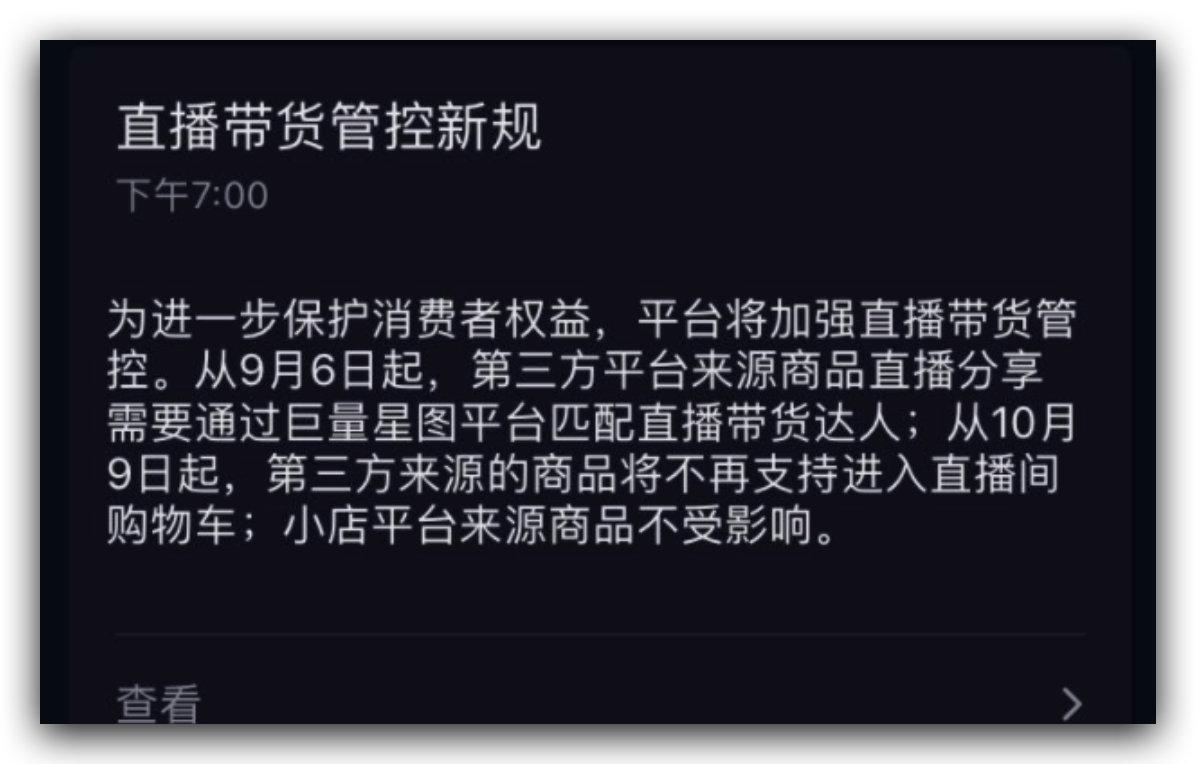 直播带货管控新规
下午7:00
为进一步保护消费者权益，平台将加强直播带货管
控。从9月6日起，第三方平台来源商品直播分享
需要通过巨量星图平台匹配直播带货达人；从10月
9日起，第三方来源的商品将不再支持进入直播间
购物车；小店平台来源商品不受影响。
查看